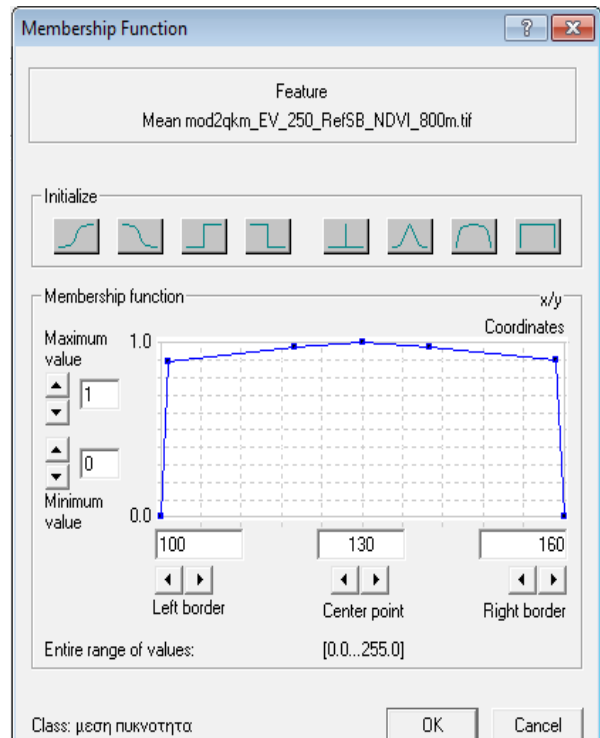 Membership Function
Feature
Mean mod2qkm_EV_250_RefSB_NDVI_800m.tif
Initialize
Membership function
x/y
Coordinates
Maximum
value
1.0
1
0
Minimum
value
0.0
100 130 160
Left border Center point Right border
Entire range of values: [0.0...255.0]
Class: μεση πυκνοτητα
OK Cancel